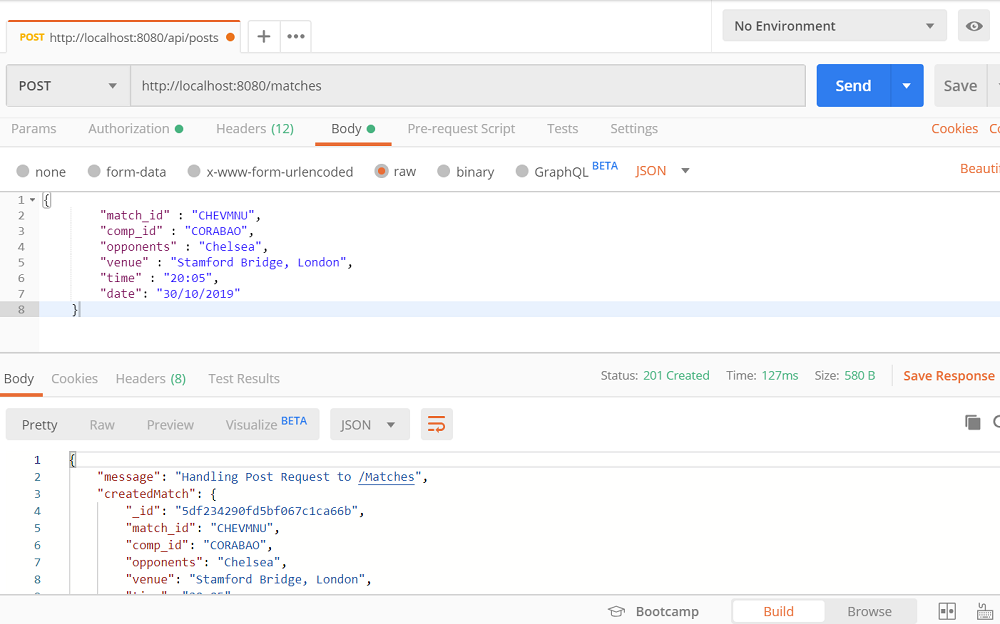 POST http://localhost:8080/api/posts
No Environment
POST http://localhost:8080/matches Send Save
Params Authorization Headers (12) Body Pre-request Script Tests Settings Cookies
none form-data x-www-form-urlencoded raw binary GraphQL BETA JSON
1 {
2 "match_id" : "CHEVMNU",
3 "comp_id" : "CORABAO",
4 "opponents" : "Chelsea",
5 "venue" : "Stamford Bridge, London",
6 "time" : "20:05",
7 "date": "30/10/2019"
8 }
Body Cookies Headers (8) Test Results Status: 201 Created Time: 127ms Size: 580 B Save Response
Pretty Raw Preview Visualize BETA JSON
1 {
2 "message": "Handling Post Request to /Matches",
3 "createdMatch": {
4 "_id": "5df234290fd5bf067c1ca66b",
5 "match_id": "CHEVMNU",
6 "comp_id": "CORABAO",
7 "opponents": "Chelsea",
8 "venue": "Stamford Bridge, London",
Bootcamp Build Browse